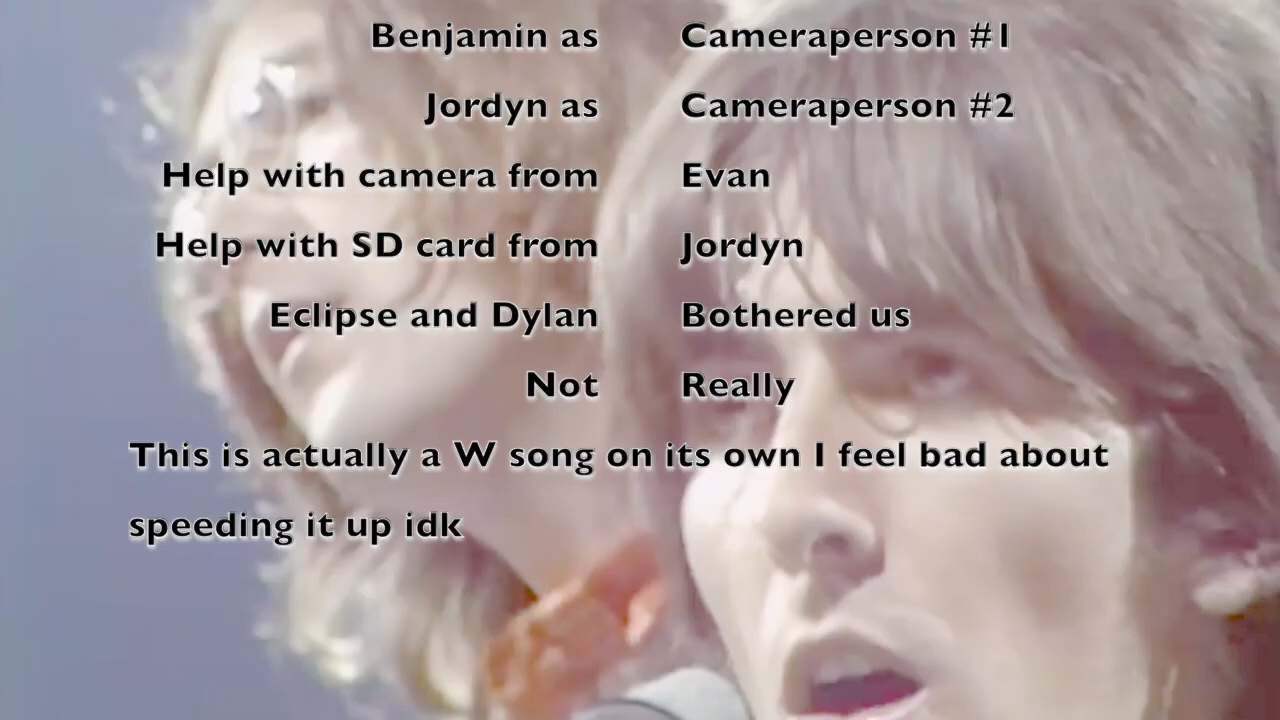 Benjamin as Cameraperson #1
Jordyn as Cameraperson #2
Help with camera from Evan
Help with SD card from Jordyn
Eclipse and Dylan Bothered us
Not Really
This is actually a W song on its own I feel bad about
speeding it up idk